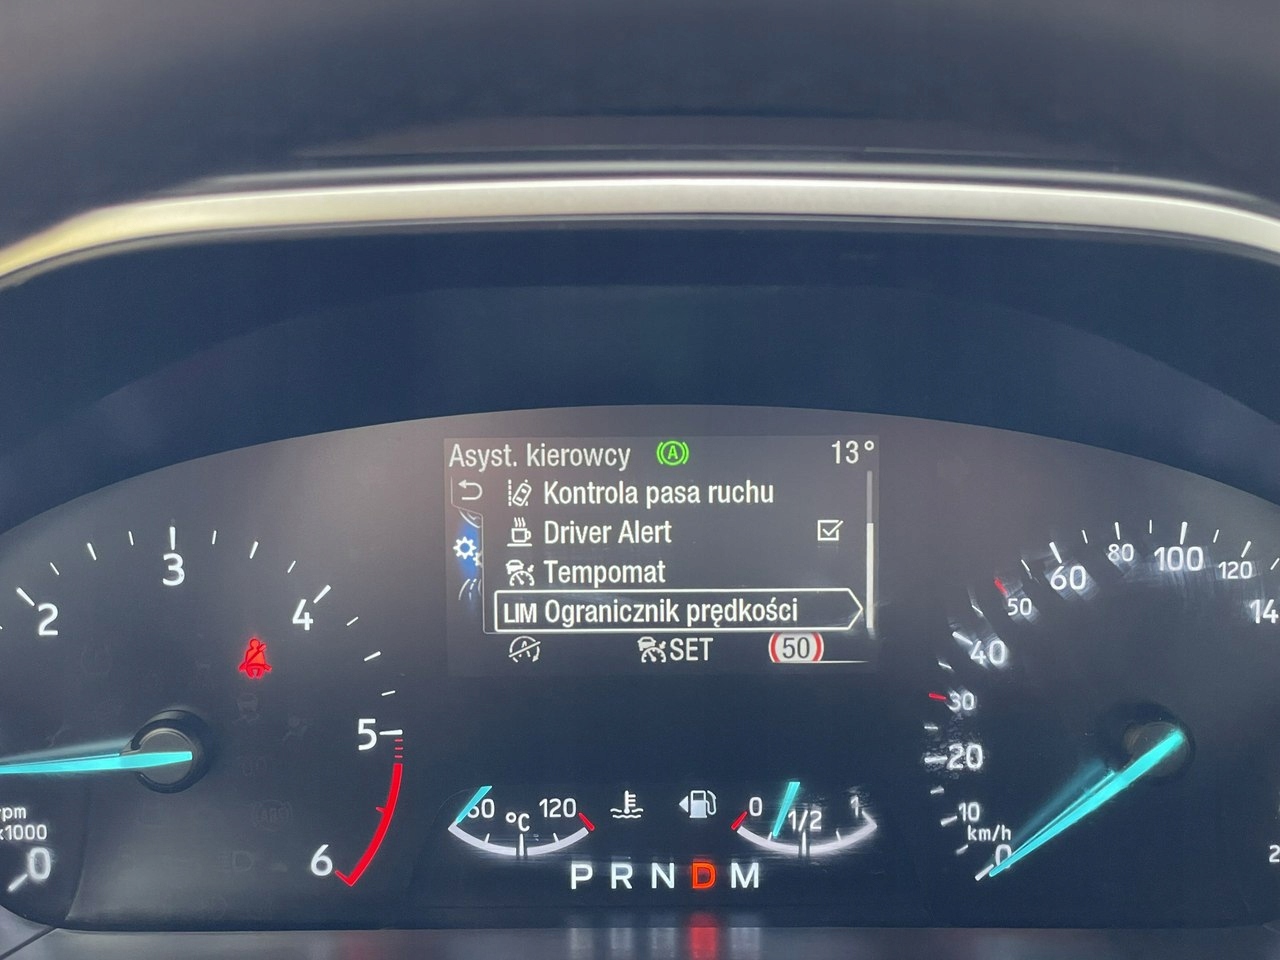 Asyst. kierowcy (A) 13°
Kontrola pasa ruchu
Driver Alert
Tempomat
LIM Ogranicznik prędkości
A SET 50
2 3 4 5 6
rpm
x1000
0
60 °C 120
0 1/2 1
P R N D M
0 10 20 30 40 50 60 80 100 120 14
km/h
2